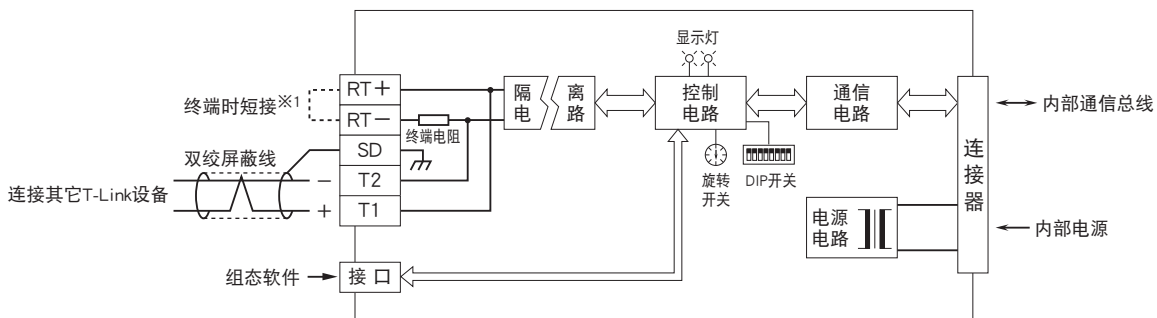 显示灯
RT＋
RT－
SD
T2
T1
终端时短接※1
终端电阻
双绞屏蔽线
－
＋
连接其它T-Link设备
隔 离
电 路
控制
电路
通信
电路
旋转
开关
DIP开关
连接器
内部通信总线
电源
电路
内部电源
组态软件
接 口